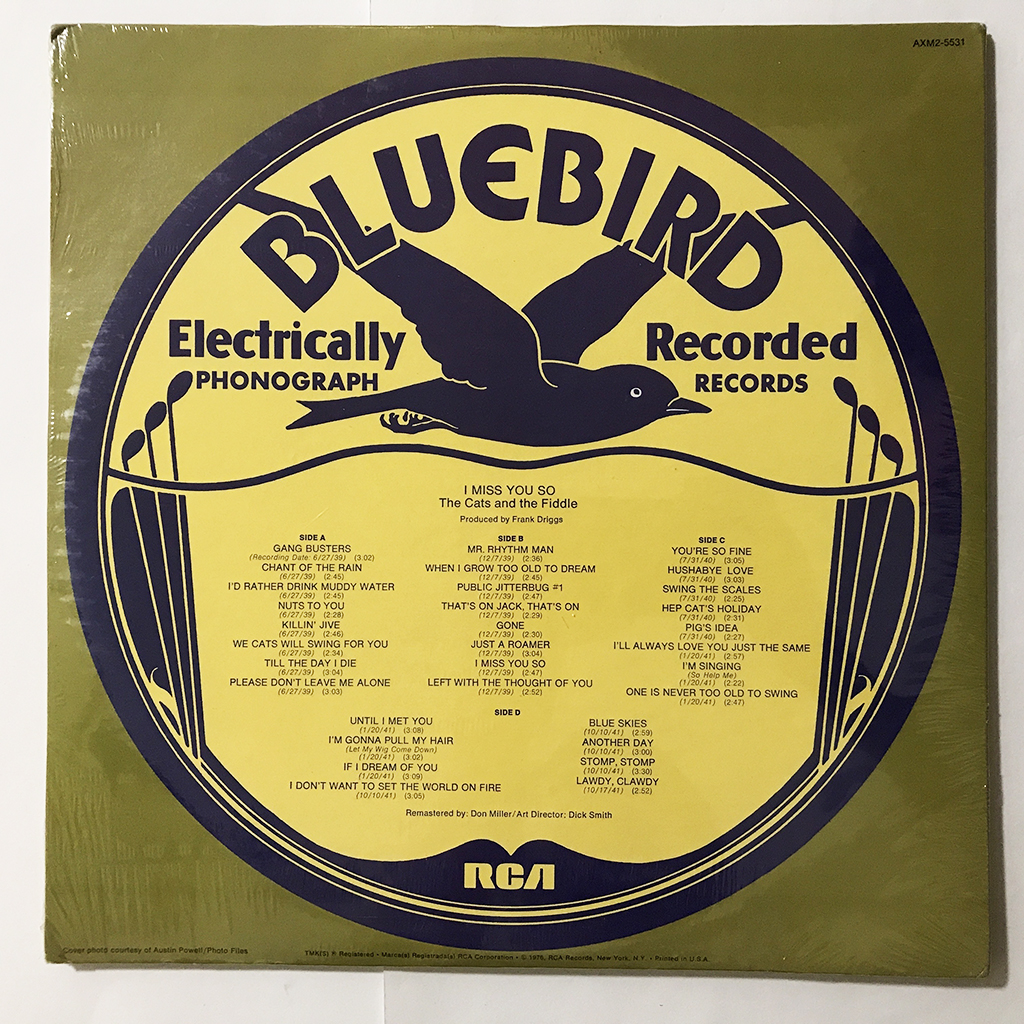 AXM2-5531
BLUEBIRD
Electrically Recorded
PHONOGRAPH RECORDS
I MISS YOU SO
The Cats and the Fiddle
Produced by Frank Driggs
SIDE A
GANG BUSTERS
(Recording Date: 6/27/39) (3:02)
CHANT OF THE RAIN
(6/27/39) (2:45)
I'D RATHER DRINK MUDDY WATER
(6/27/39) (2:45)
NUTS TO YOU
(6/27/39) (2:28)
KILLIN' JIVE
(6/27/39) (2:46)
WE CATS WILL SWING FOR YOU
(6/27/39) (2:34)
TILL THE DAY I DIE
(6/27/39) (3:04)
PLEASE DON'T LEAVE ME ALONE
(6/27/39) (3:03)
SIDE B
MR. RHYTHM MAN
(12/7/39) (2:36)
WHEN I GROW TOO OLD TO DREAM
(12/7/39) (2:45)
PUBLIC JITTERBUG #1
(12/7/39) (2:47)
THAT'S ON JACK, THAT'S ON
(12/7/39) (2:29)
GONE
(12/7/39) (2:30)
JUST A ROAMER
(12/7/39) (3:04)
I MISS YOU SO
(12/7/39) (2:47)
LEFT WITH THE THOUGHT OF YOU
(12/7/39) (2:52)
SIDE C
YOU'RE SO FINE
(7/31/40) (3:05)
HUSHABYE LOVE
(7/31/40) (3:03)
SWING THE SCALES
(7/31/40) (2:25)
HEP CAT'S HOLIDAY
(7/31/40) (2:31)
PIG'S IDEA
(7/31/40) (2:27)
I'LL ALWAYS LOVE YOU JUST THE SAME
(1/20/41) (2:57)
I'M SINGING
(So Help Me)
(1/20/41) (2:22)
ONE IS NEVER TOO OLD TO SWING
(1/20/41) (2:47)
SIDE D
UNTIL I MET YOU
(1/20/41) (3:08)
I'M GONNA PULL MY HAIR
(Let My Wig Come Down)
(1/20/41) (3:02)
IF I DREAM OF YOU
(1/20/41) (3:09)
I DON'T WANT TO SET THE WORLD ON FIRE
(10/10/41) (3:05)
BLUE SKIES
(10/10/41) (2:59)
ANOTHER DAY
(10/10/41) (3:00)
STOMP, STOMP
(10/10/41) (3:30)
LAWDY, CLAWDY
(10/17/41) (2:52)
Remastered by: Don Miller/Art Director: Dick Smith
RCA
Cover photo courtesy of Austin Powell/Photo Files
TMK(S) ® Registered • Marca(s) Registrada(s) RCA Corporation • © 1976, RCA Records, New York, N.Y. • Printed in U.S.A.